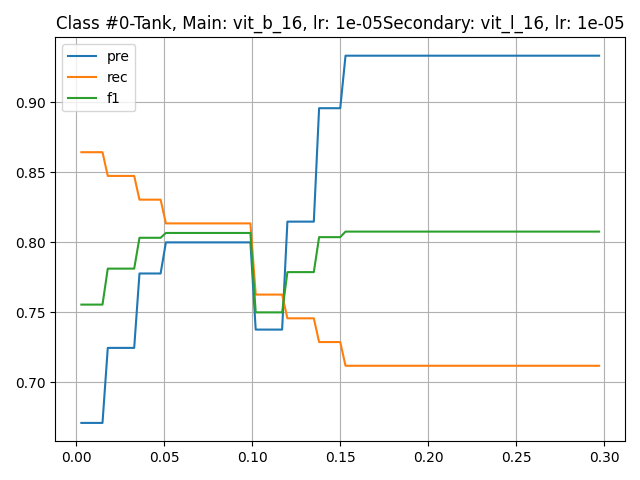 Class #0-Tank, Main: vit_b_16, lr: 1e-05Secondary: vit_l_16, lr: 1e-05
pre
rec
f1
0.90
0.85
0.80
0.75
0.70
0.00 0.05 0.10 0.15 0.20 0.25 0.30